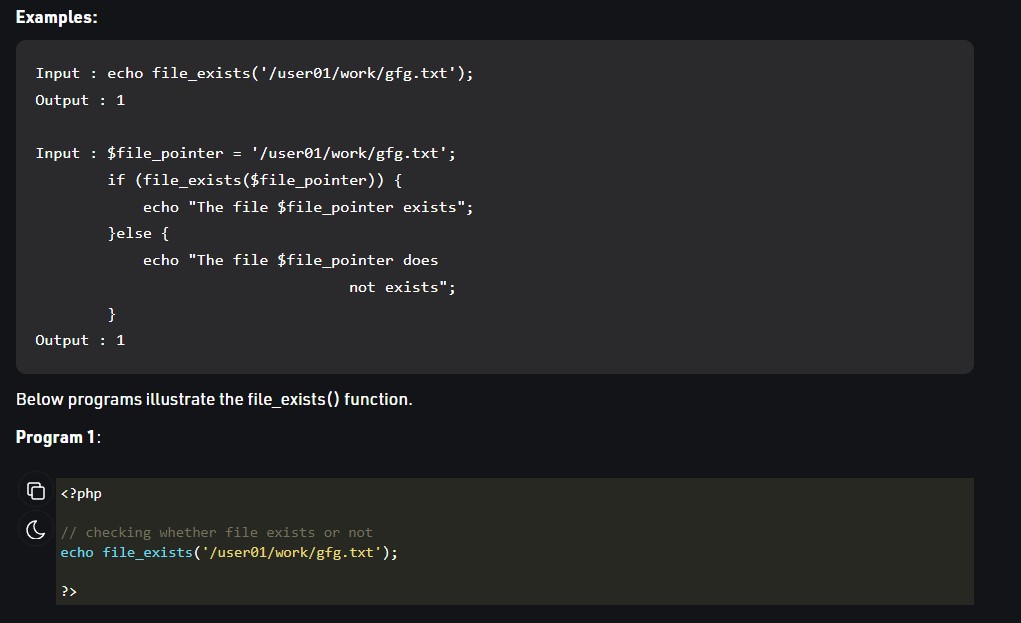 Examples:
Input : echo file_exists('/user01/work/gfg.txt');
Output : 1
Input : $file_pointer = '/user01/work/gfg.txt';
        if (file_exists($file_pointer)) {
            echo "The file $file_pointer exists";
        }else {
            echo "The file $file_pointer does
                                   not exists";
        }
Output : 1
Below programs illustrate the file_exists() function.
Program 1:
<?php
// checking whether file exists or not
echo file_exists('/user01/work/gfg.txt');
?>